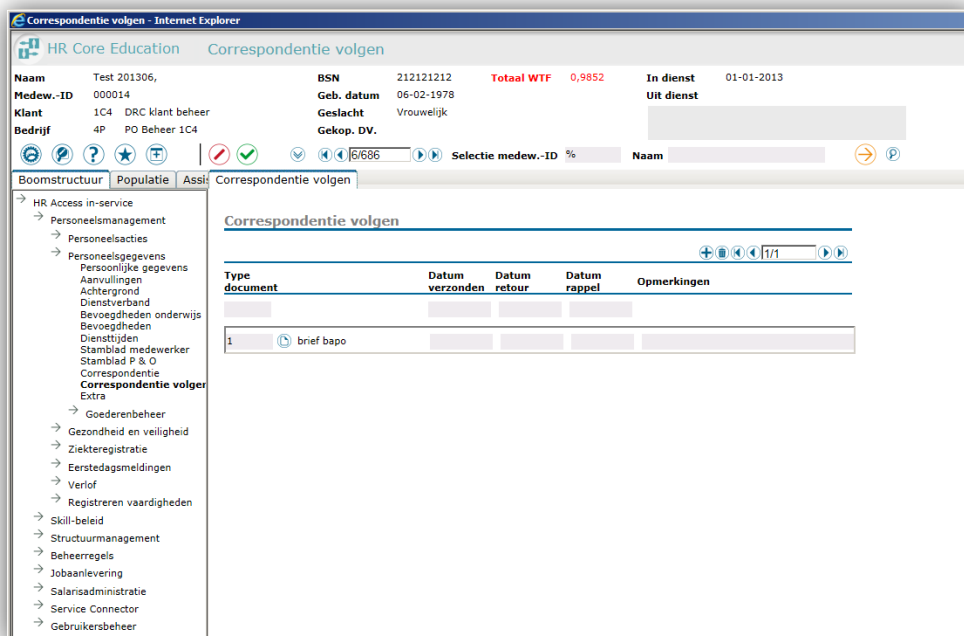 Correspondentie volgen - Internet Explorer
HR Core Education Correspondentie volgen
Naam Test 201306, BSN 212121212 Totaal WTF 0,9852 In dienst 01-01-2013
Medew.-ID 000014 Geb. datum 06-02-1978 Uit dienst
Klant 1C4 DRC klant beheer Geslacht Vrouwelijk
Bedrijf 4P PO Beheer 1C4 Gekop. DV.
6/686 Selectie medew.-ID % Naam
Boomstructuur Populatie Assis Correspondentie volgen
HR Access in-service
Personeelsmanagement
Personeelsacties
Personeelsgegevens
Persoonlijke gegevens
Aanvullingen
Achtergrond
Dienstverband
Bevoegdheden onderwijs
Bevoegdheden
Diensttijden
Stamblad medewerker
Stamblad P & O
Correspondentie
Correspondentie volgen
Extra
Goederenbeheer
Gezondheid en veiligheid
Ziekteregistratie
Eerstedagsmeldingen
Verlof
Registreren vaardigheden
Skill-beleid
Structuurmanagement
Beheerregels
Jobaanlevering
Salarisadministratie
Service Connector
Gebruikersbeheer
Correspondentie volgen
1/1
Type Datum Datum Datum
document verzonden retour rappel Opmerkingen
1 brief bapo